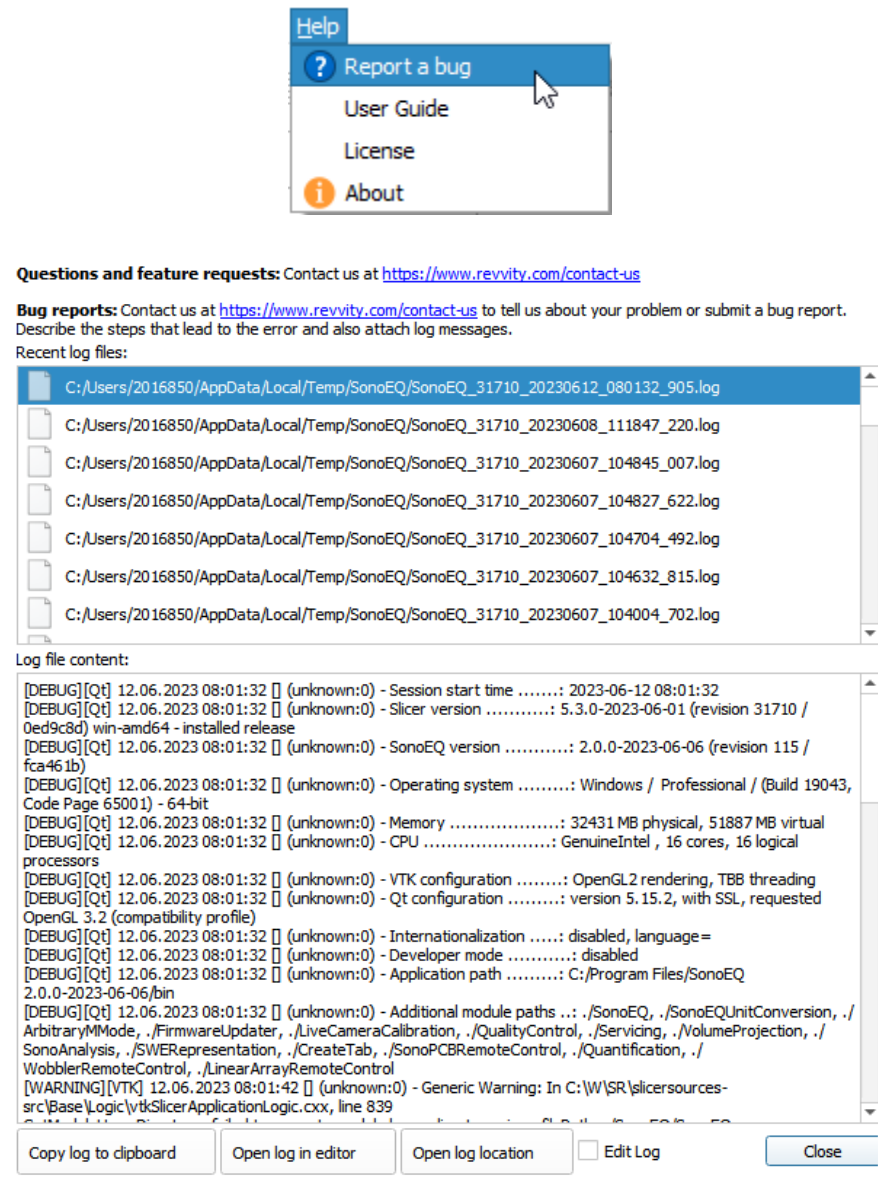 Help
Report a bug
User Guide
License
About
Questions and feature requests: Contact us at https://www.revvity.com/contact-us
Bug reports: Contact us at https://www.revvity.com/contact-us to tell us about your problem or submit a bug report.
Describe the steps that lead to the error and also attach log messages.
Recent log files:
C:/Users/2016850/AppData/Local/Temp/SonoEQ/SonoEQ_31710_20230612_080132_905.log
C:/Users/2016850/AppData/Local/Temp/SonoEQ/SonoEQ_31710_20230608_111847_220.log
C:/Users/2016850/AppData/Local/Temp/SonoEQ/SonoEQ_31710_20230607_104845_007.log
C:/Users/2016850/AppData/Local/Temp/SonoEQ/SonoEQ_31710_20230607_104827_622.log
C:/Users/2016850/AppData/Local/Temp/SonoEQ/SonoEQ_31710_20230607_104704_492.log
C:/Users/2016850/AppData/Local/Temp/SonoEQ/SonoEQ_31710_20230607_104632_815.log
C:/Users/2016850/AppData/Local/Temp/SonoEQ/SonoEQ_31710_20230607_104004_702.log
Log file content:
[DEBUG][Qt] 12.06.2023 08:01:32 [] (unknown:0) - Session start time .......: 2023-06-12 08:01:32
[DEBUG][Qt] 12.06.2023 08:01:32 [] (unknown:0) - Slicer version ...........: 5.3.0-2023-06-01 (revision 31710 /
0ed9c8d) win-amd64 - installed release
[DEBUG][Qt] 12.06.2023 08:01:32 [] (unknown:0) - SonoEQ version ...........: 2.0.0-2023-06-06 (revision 115 /
fca461b)
[DEBUG][Qt] 12.06.2023 08:01:32 [] (unknown:0) - Operating system .........: Windows / Professional / (Build 19043,
Code Page 65001) - 64-bit
[DEBUG][Qt] 12.06.2023 08:01:32 [] (unknown:0) - Memory ...................: 32431 MB physical, 51887 MB virtual
[DEBUG][Qt] 12.06.2023 08:01:32 [] (unknown:0) - CPU ......................: GenuineIntel , 16 cores, 16 logical
processors
[DEBUG][Qt] 12.06.2023 08:01:32 [] (unknown:0) - VTK configuration ........: OpenGL2 rendering, TBB threading
[DEBUG][Qt] 12.06.2023 08:01:32 [] (unknown:0) - Qt configuration .........: version 5.15.2, with SSL, requested
OpenGL 3.2 (compatibility profile)
[DEBUG][Qt] 12.06.2023 08:01:32 [] (unknown:0) - Internationalization .....: disabled, language=
[DEBUG][Qt] 12.06.2023 08:01:32 [] (unknown:0) - Developer mode ...........: disabled
[DEBUG][Qt] 12.06.2023 08:01:32 [] (unknown:0) - Application path .........: C:/Program Files/SonoEQ
2.0.0-2023-06-06/bin
[DEBUG][Qt] 12.06.2023 08:01:32 [] (unknown:0) - Additional module paths ..: ./SonoEQ, ./SonoEQUnitConversion, ./
ArbitraryMMode, ./FirmwareUpdater, ./LiveCameraCalibration, ./QualityControl, ./Servicing, ./VolumeProjection, ./
SonoAnalysis, ./SWERepresentation, ./CreateTab, ./SonoPCBRemoteControl, ./Quantification, ./
WobblerRemoteControl, ./LinearArrayRemoteControl
[WARNING][VTK] 12.06.2023 08:01:42 [] (unknown:0) - Generic Warning: In C:\W\SR\slicersources-
src\Base\Logic\vtkSlicerApplicationLogic.cxx, line 839
Copy log to clipboard
Open log in editor
Open log location
Edit Log
Close